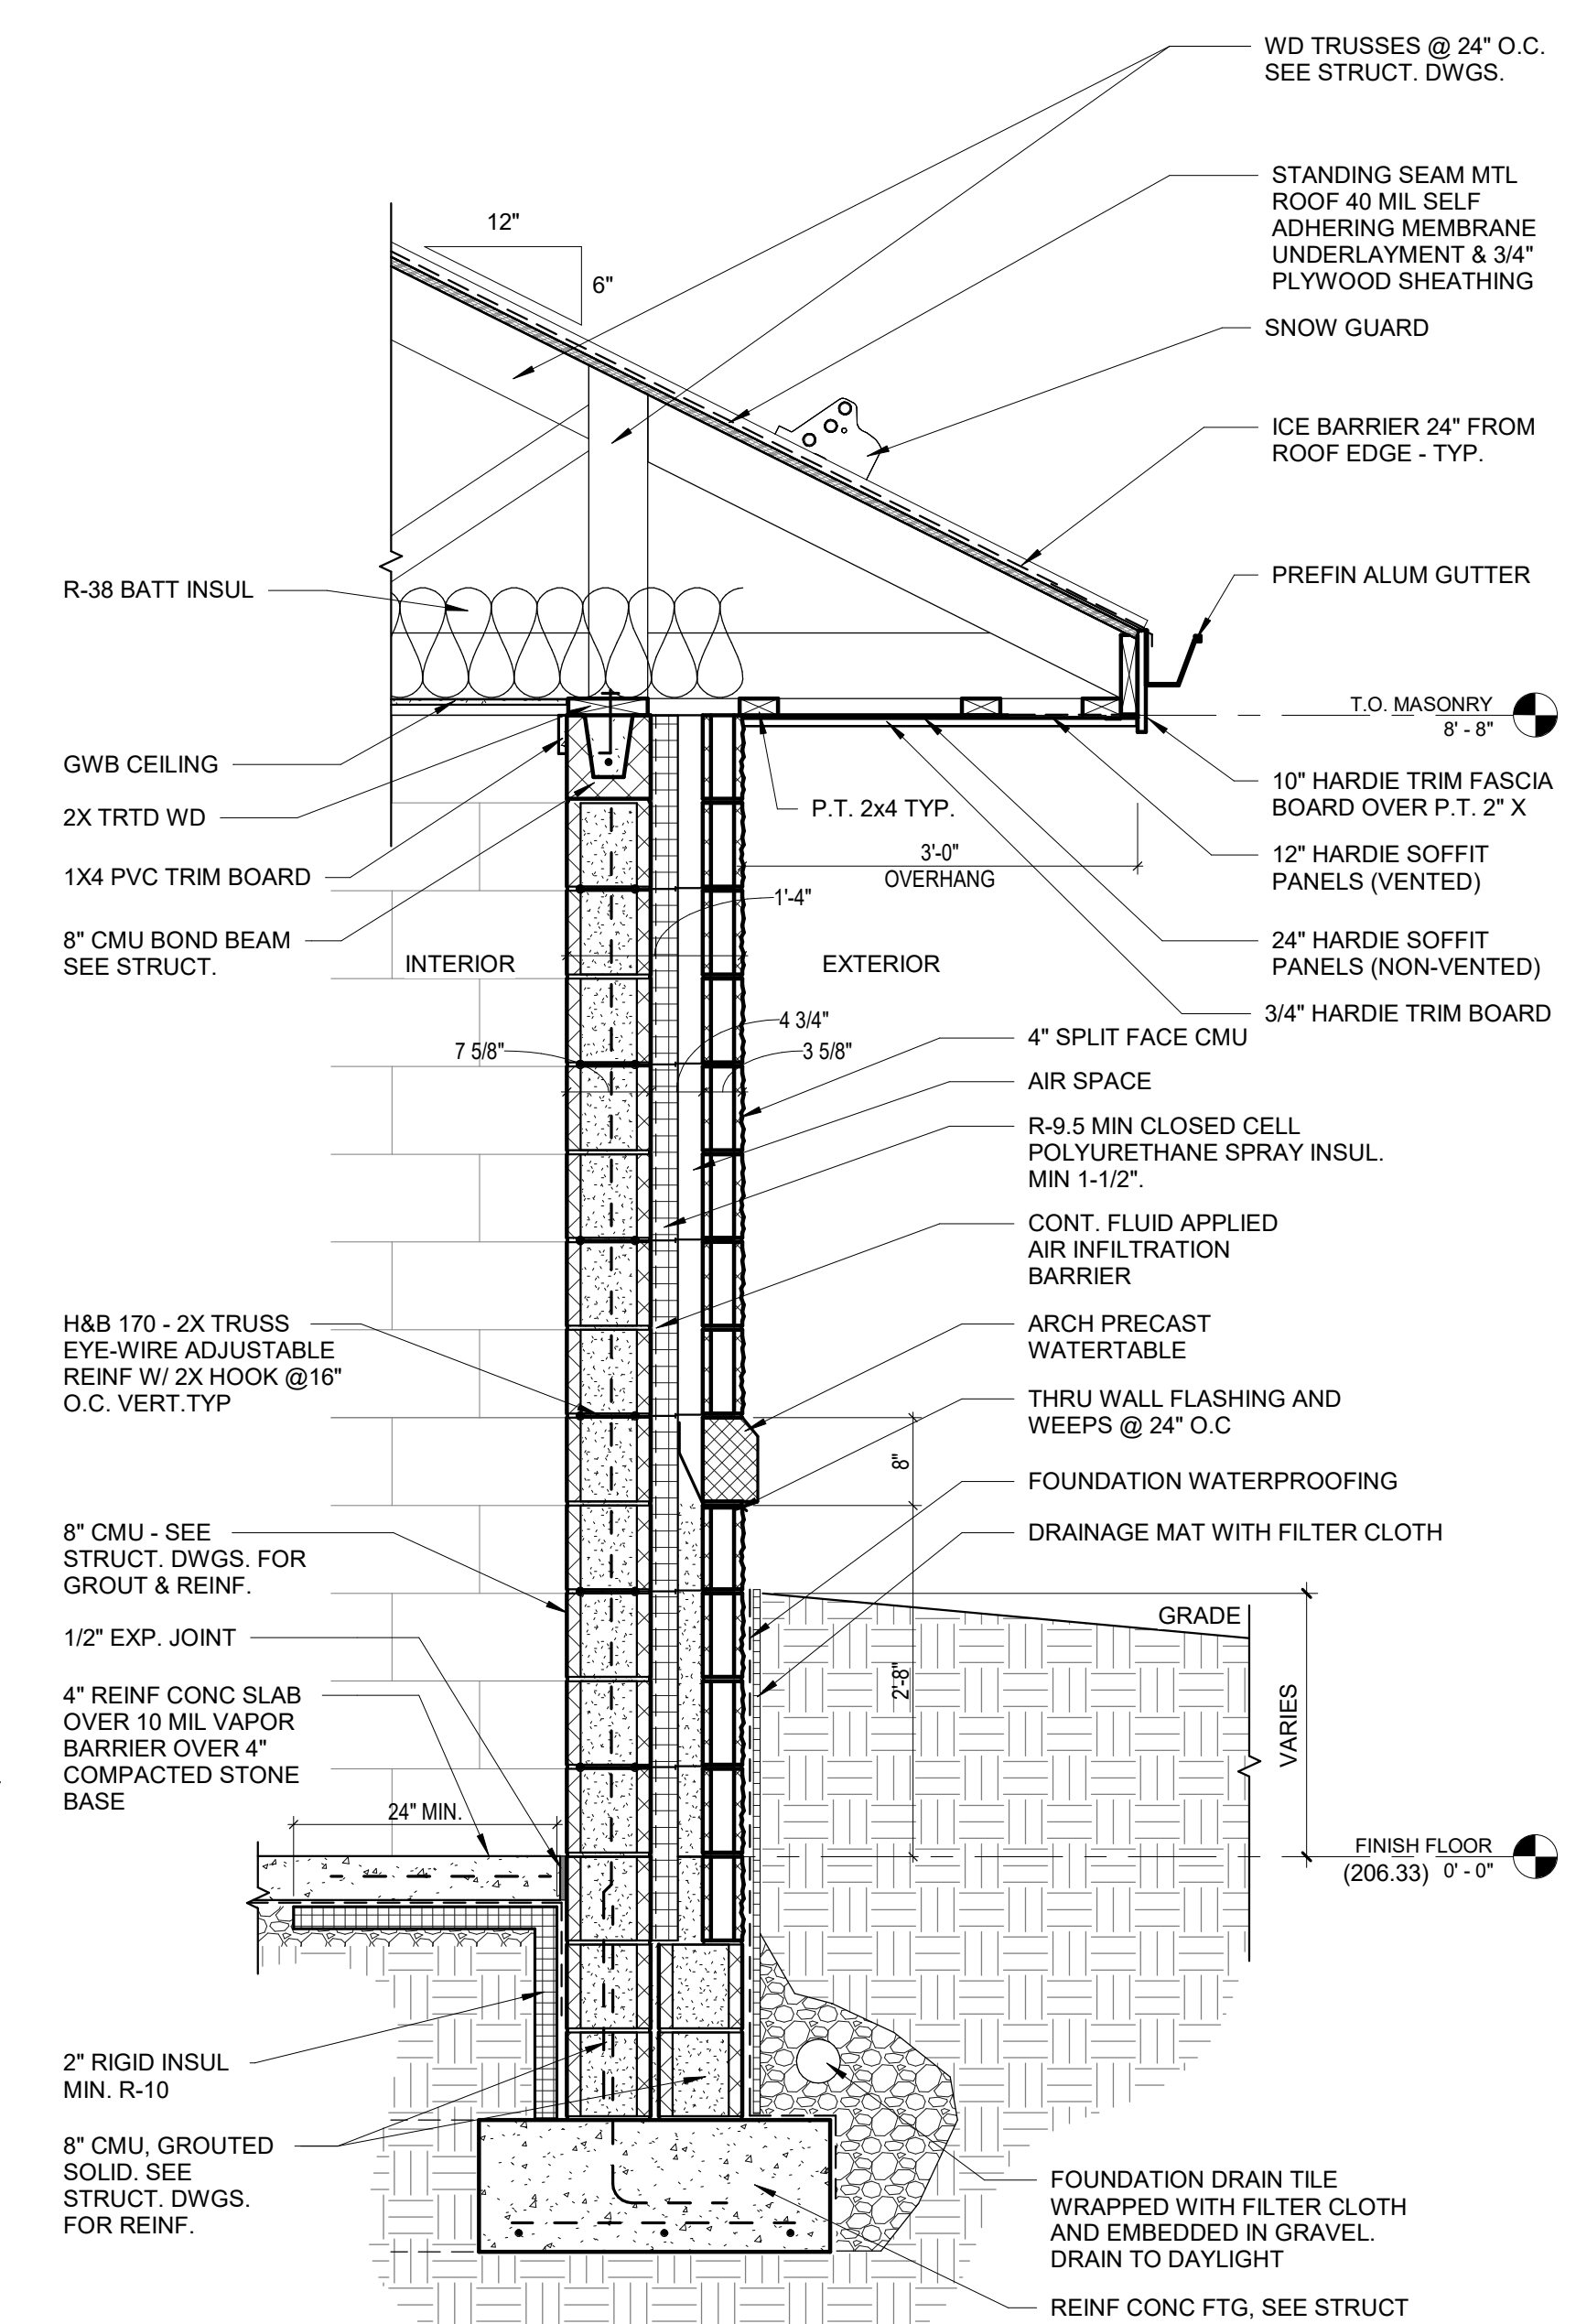 WD TRUSSES @ 24" O.C.
SEE STRUCT. DWGS.
STANDING SEAM MTL
ROOF 40 MIL SELF
ADHERING MEMBRANE
UNDERLAYMENT & 3/4"
PLYWOOD SHEATHING
SNOW GUARD
ICE BARRIER 24" FROM
ROOF EDGE - TYP.
PREFIN ALUM GUTTER
T.O. MASONRY
8' - 8"
10" HARDIE TRIM FASCIA
BOARD OVER P.T. 2" X
12" HARDIE SOFFIT
PANELS (VENTED)
24" HARDIE SOFFIT
PANELS (NON-VENTED)
3/4" HARDIE TRIM BOARD
12"
6"
R-38 BATT INSUL
GWB CEILING
2X TRTD WD
1X4 PVC TRIM BOARD
8" CMU BOND BEAM
SEE STRUCT.
P.T. 2x4 TYP.
3'-0"
OVERHANG
1'-4"
INTERIOR
EXTERIOR
4 3/4"
7 5/8"
3 5/8"
4" SPLIT FACE CMU
AIR SPACE
R-9.5 MIN CLOSED CELL
POLYURETHANE SPRAY INSUL.
MIN 1-1/2".
CONT. FLUID APPLIED
AIR INFILTRATION
BARRIER
ARCH PRECAST
WATERTABLE
THRU WALL FLASHING AND
WEEPS @ 24" O.C
FOUNDATION WATERPROOFING
DRAINAGE MAT WITH FILTER CLOTH
H&B 170 - 2X TRUSS
EYE-WIRE ADJUSTABLE
REINF W/ 2X HOOK @16"
O.C. VERT.TYP
8" CMU - SEE
STRUCT. DWGS. FOR
GROUT & REINF.
1/2" EXP. JOINT
4" REINF CONC SLAB
OVER 10 MIL VAPOR
BARRIER OVER 4"
COMPACTED STONE
BASE
24" MIN.
8"
2'-8"
GRADE
VARIES
FINISH FLOOR
(206.33) 0' - 0"
2" RIGID INSUL
MIN. R-10
8" CMU, GROUTED
SOLID. SEE
STRUCT. DWGS.
FOR REINF.
FOUNDATION DRAIN TILE
WRAPPED WITH FILTER CLOTH
AND EMBEDDED IN GRAVEL.
DRAIN TO DAYLIGHT
REINF CONC FTG, SEE STRUCT